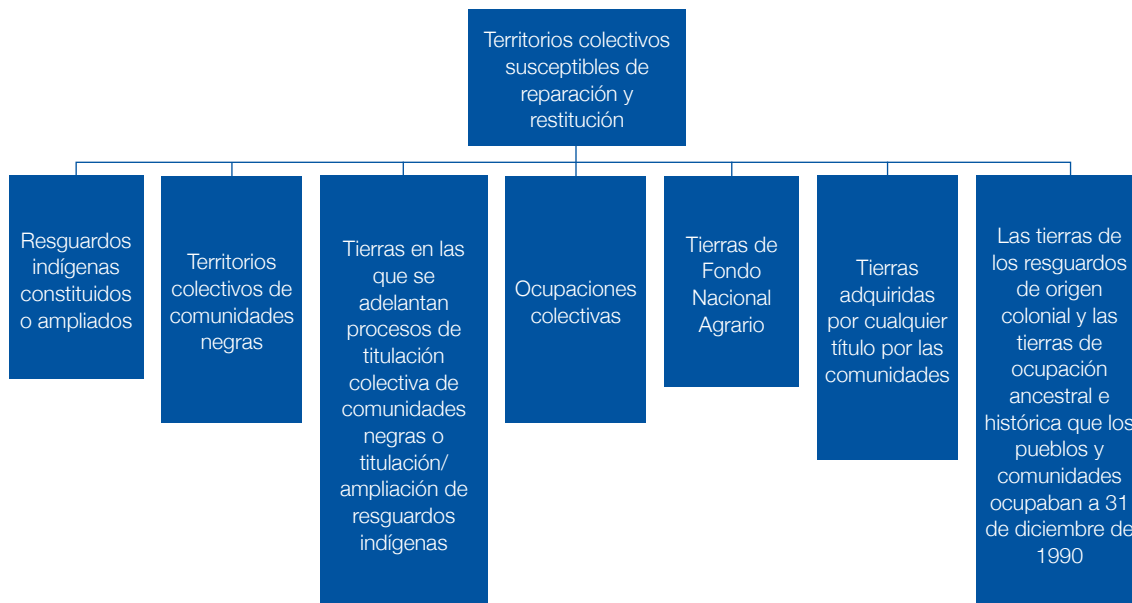 Territorios colectivos
susceptibles de
reparación y
restitución
Resguardos
indígenas
constituidos
o ampliados
Territorios
colectivos de
comunidades
negras
Tierras en las
que se
adelantan
procesos de
titulación
colectiva de
comunidades
negras o
titulación/
ampliación de
resguardos
indígenas
Ocupaciones
colectivas
Tierras de
Fondo
Nacional
Agrario
Tierras
adquiridas
por cualquier
título por las
comunidades
Las tierras de
los resguardos
de origen
colonial y las
tierras de
ocupación
ancestral e
histórica que los
pueblos y
comunidades
ocupaban a 31
de diciembre de
1990